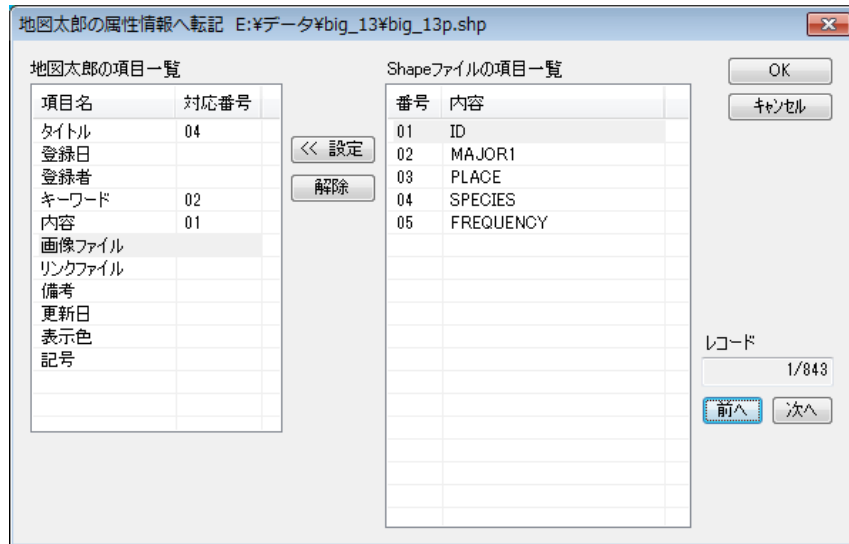 地図太郎の属性情報へ転記 E:¥データ¥big_13¥big_13p.shp
地図太郎の項目一覧
項目名 対応番号
タイトル 04
登録日
登録者
キーワード 02
内容 01
画像ファイル
リンクファイル
備考
更新日
表示色
記号
<< 設定
解除
Shapeファイルの項目一覧
番号 内容
01 ID
02 MAJOR1
03 PLACE
04 SPECIES
05 FREQUENCY
OK
キャンセル
レコード
1/843
前へ 次へ